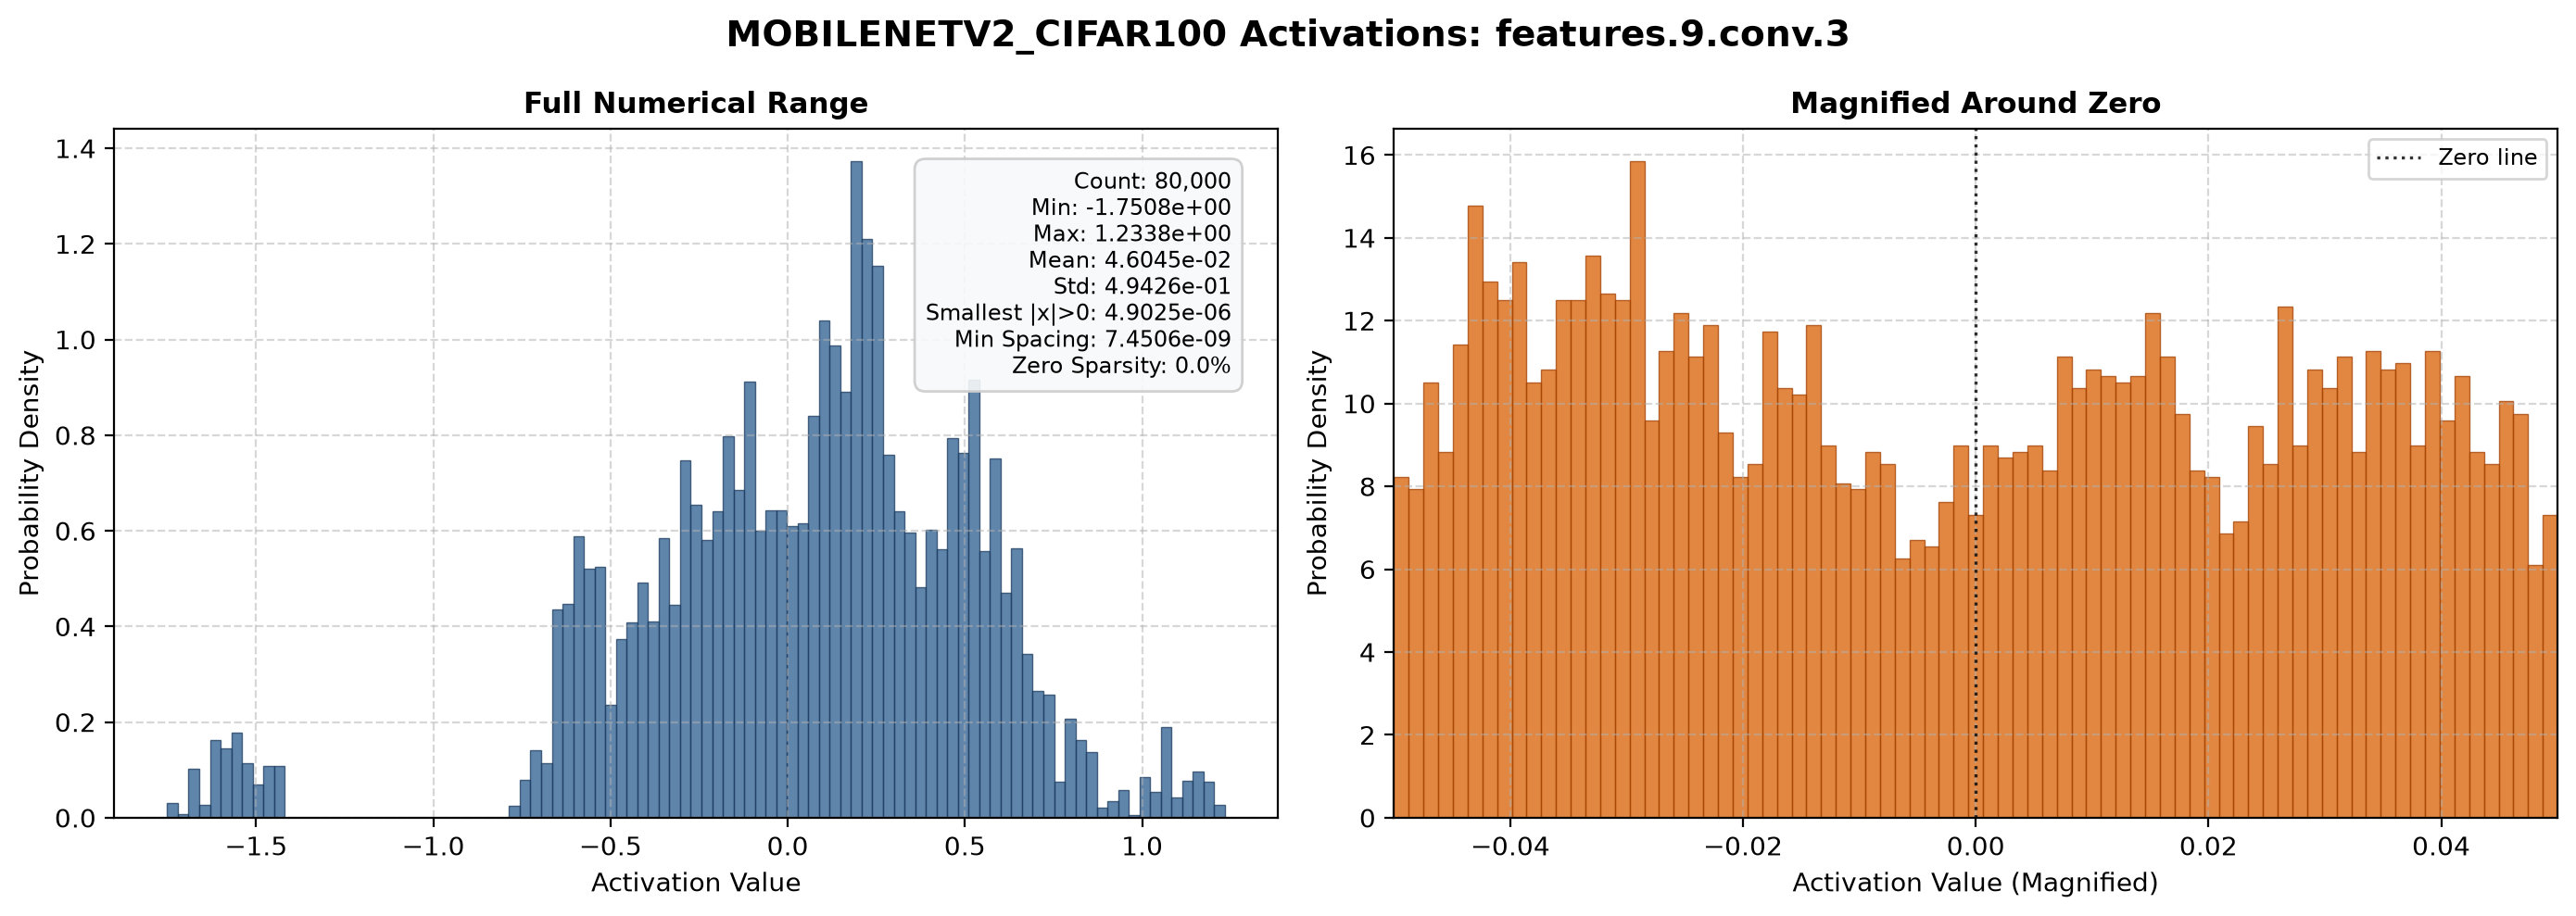 MOBILENETV2_CIFAR100 Activations: features.9.conv.3
Full Numerical Range
Probability Density
1.4
1.2
1.0
0.8
0.6
0.4
0.2
0.0
Count: 80,000
Min: -1.7508e+00
Max: 1.2338e+00
Mean: 4.6045e-02
Std: 4.9426e-01
Smallest |x|>0: 4.9025e-06
Min Spacing: 7.4506e-09
Zero Sparsity: 0.0%
−1.5 −1.0 −0.5 0.0 0.5 1.0
Activation Value
Magnified Around Zero
Probability Density
16
14
12
10
8
6
4
2
0
Zero line
−0.04 −0.02 0.00 0.02 0.04
Activation Value (Magnified)